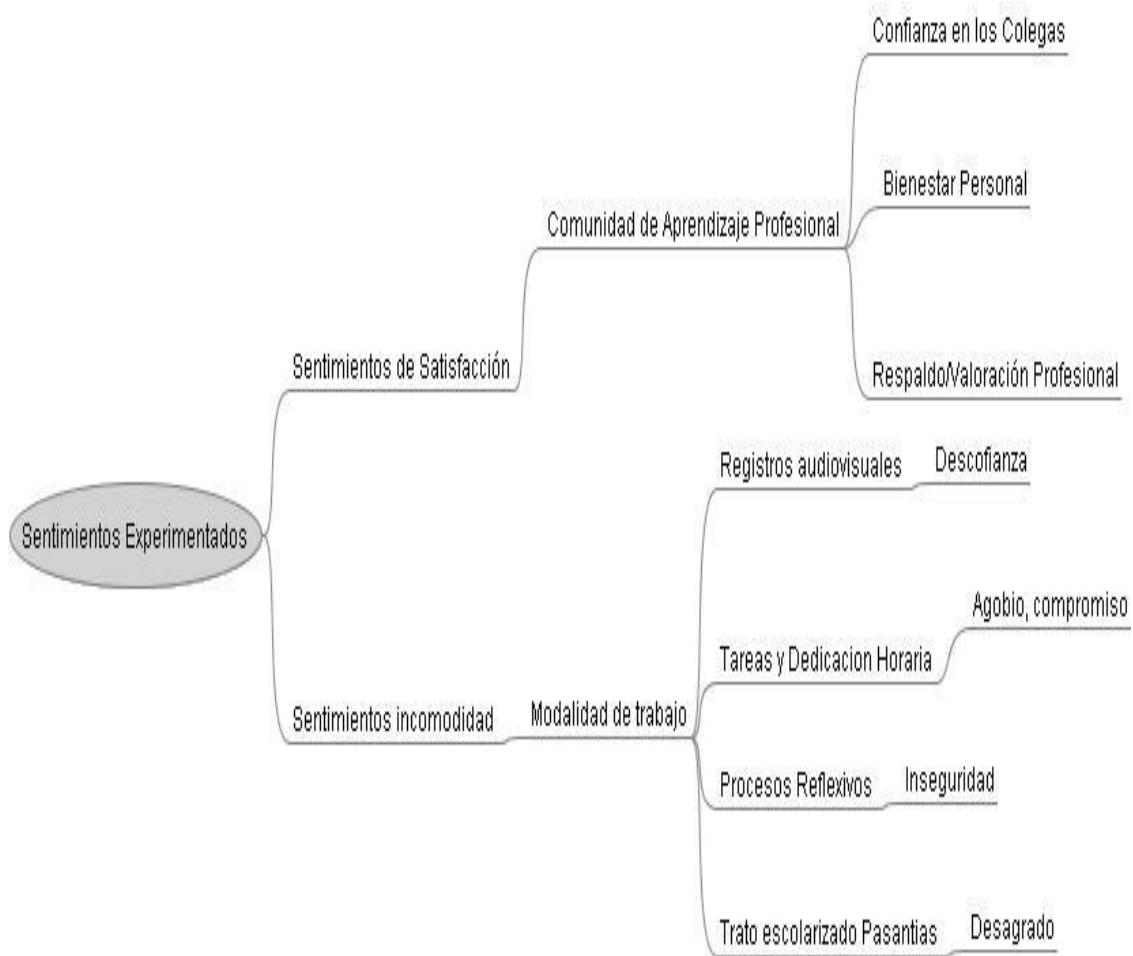 Confianza en los Colegas
Bienestar Personal
Comunidad de Aprendizaje Profesional
Sentimientos de Satisfacción
Respaldo/Valoración Profesional
Registros audiovisuales
Descofianza
Sentimientos Experimentados
Agobio, compromiso
Tareas y Dedicacion Horaria
Sentimientos incomodidad
Modalidad de trabajo
Procesos Reflexivos
Inseguridad
Trato escolarizado Pasantias
Desagrado